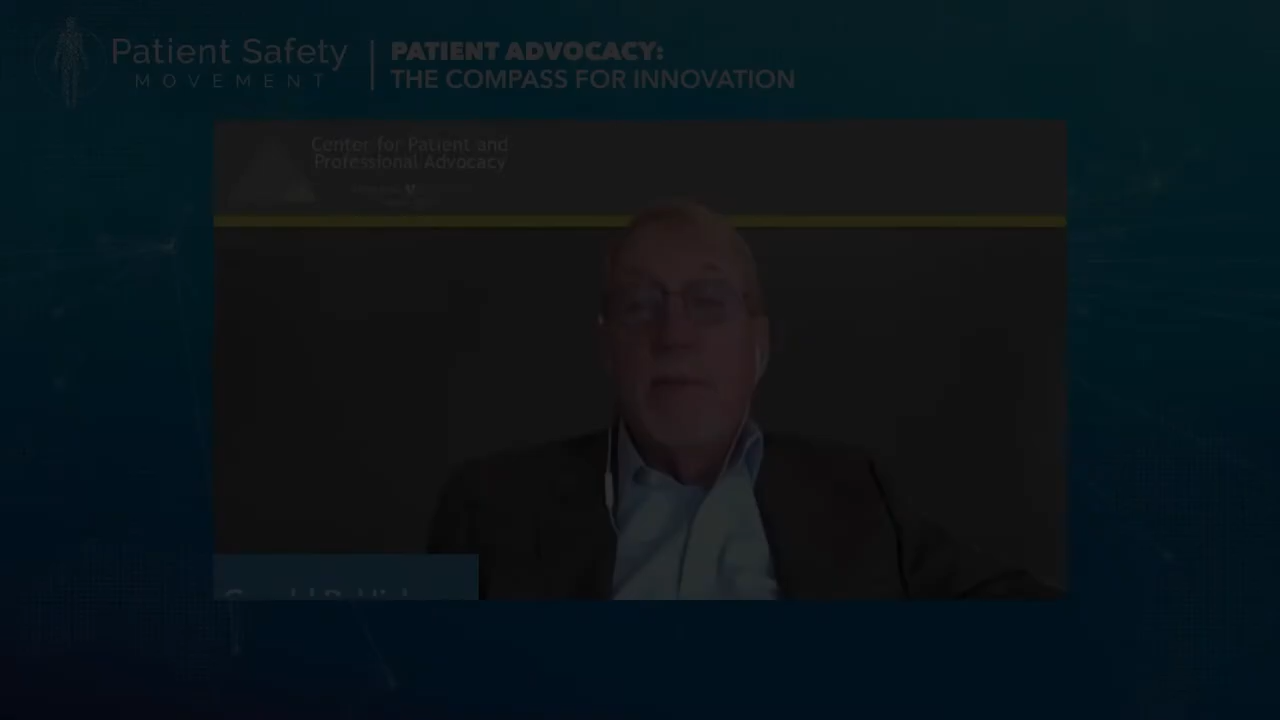 Patient Safety
MOVEMENT
PATIENT ADVOCACY:
THE COMPASS FOR INNOVATION
Center for Patient and
Professional Advocacy